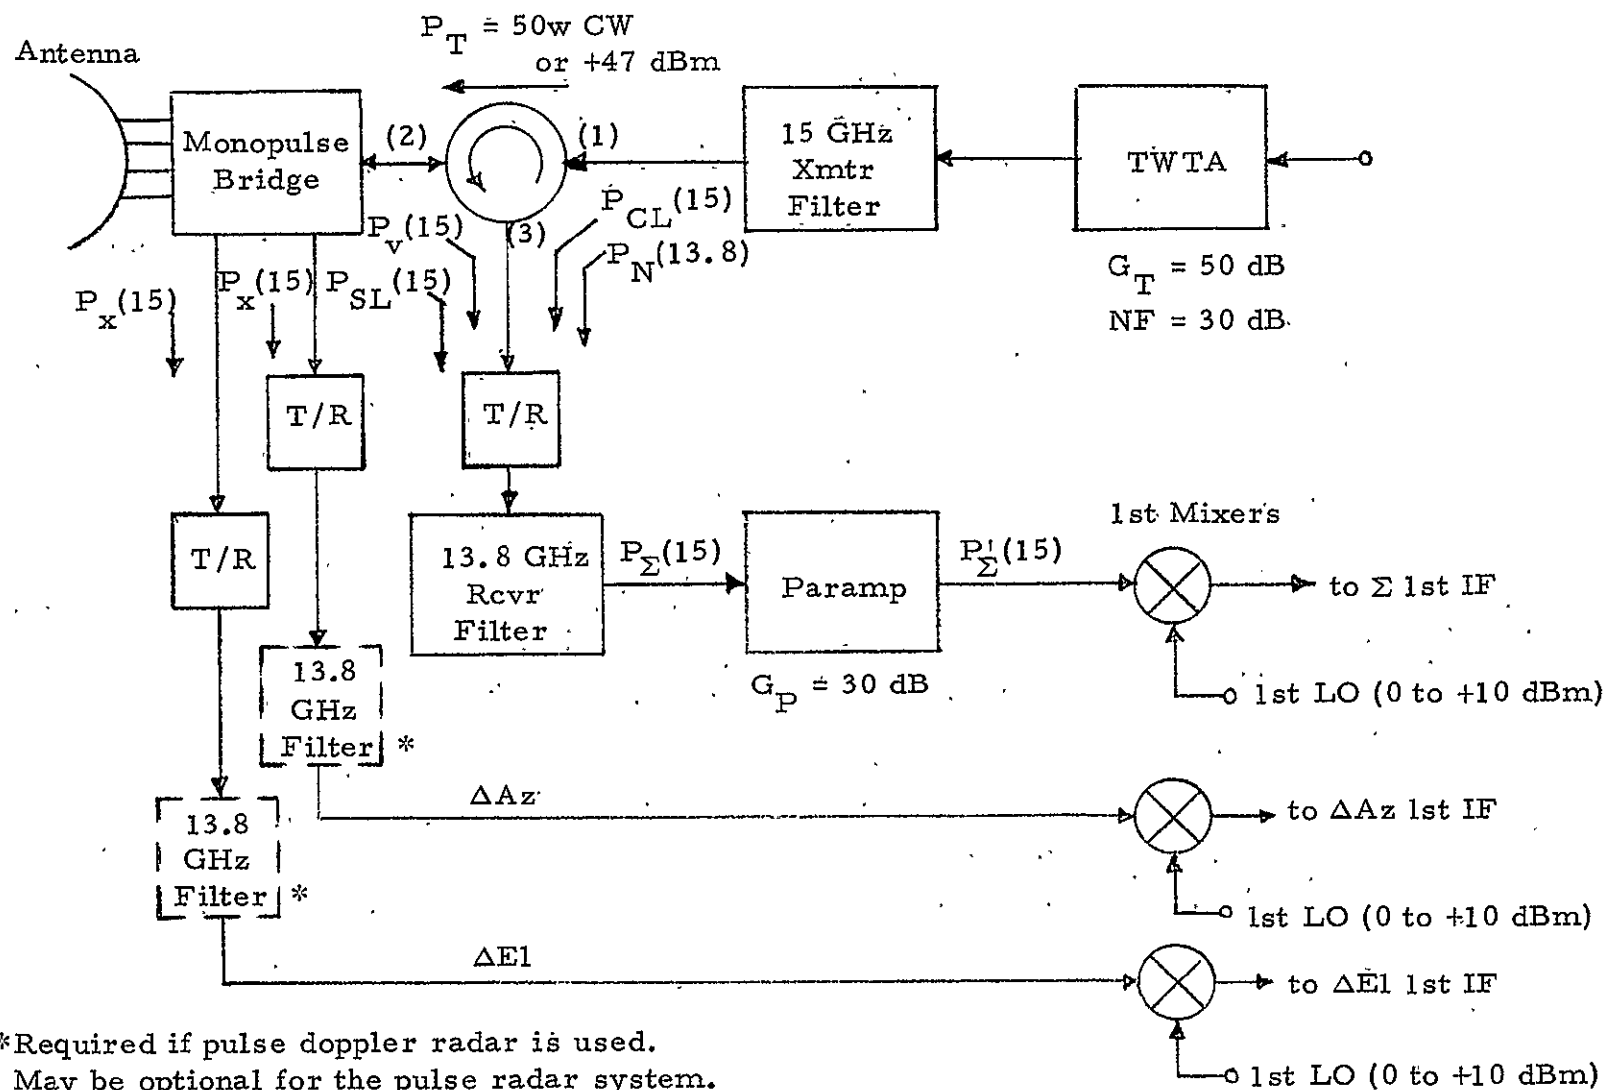 P_T = 50w CW
or +47 dBm
Antenna
Monopulse
Bridge
(2)
(1)
15 GHz
Xmtr
Filter
TWTA
G_T = 50 dB
NF = 30 dB
P_v(15)
(3)
P_CL(15)
P_N(13.8)
P_x(15)
P_x(15)
P_SL(15)
T/R
T/R
T/R
13.8 GHz
Rcvr
Filter
P_Σ(15)
Paramp
G_P = 30 dB
P'_Σ(15)
1st Mixers
to Σ 1st IF
1st LO (0 to +10 dBm)
13.8
GHz
Filter *
ΔAz
to ΔAz 1st IF
1st LO (0 to +10 dBm)
13.8
GHz
Filter *
ΔEl
to ΔEl 1st IF
1st LO (0 to +10 dBm)
*Required if pulse doppler radar is used.
May be optional for the pulse radar system.